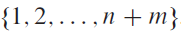 {1, 2, . . . , n + m}